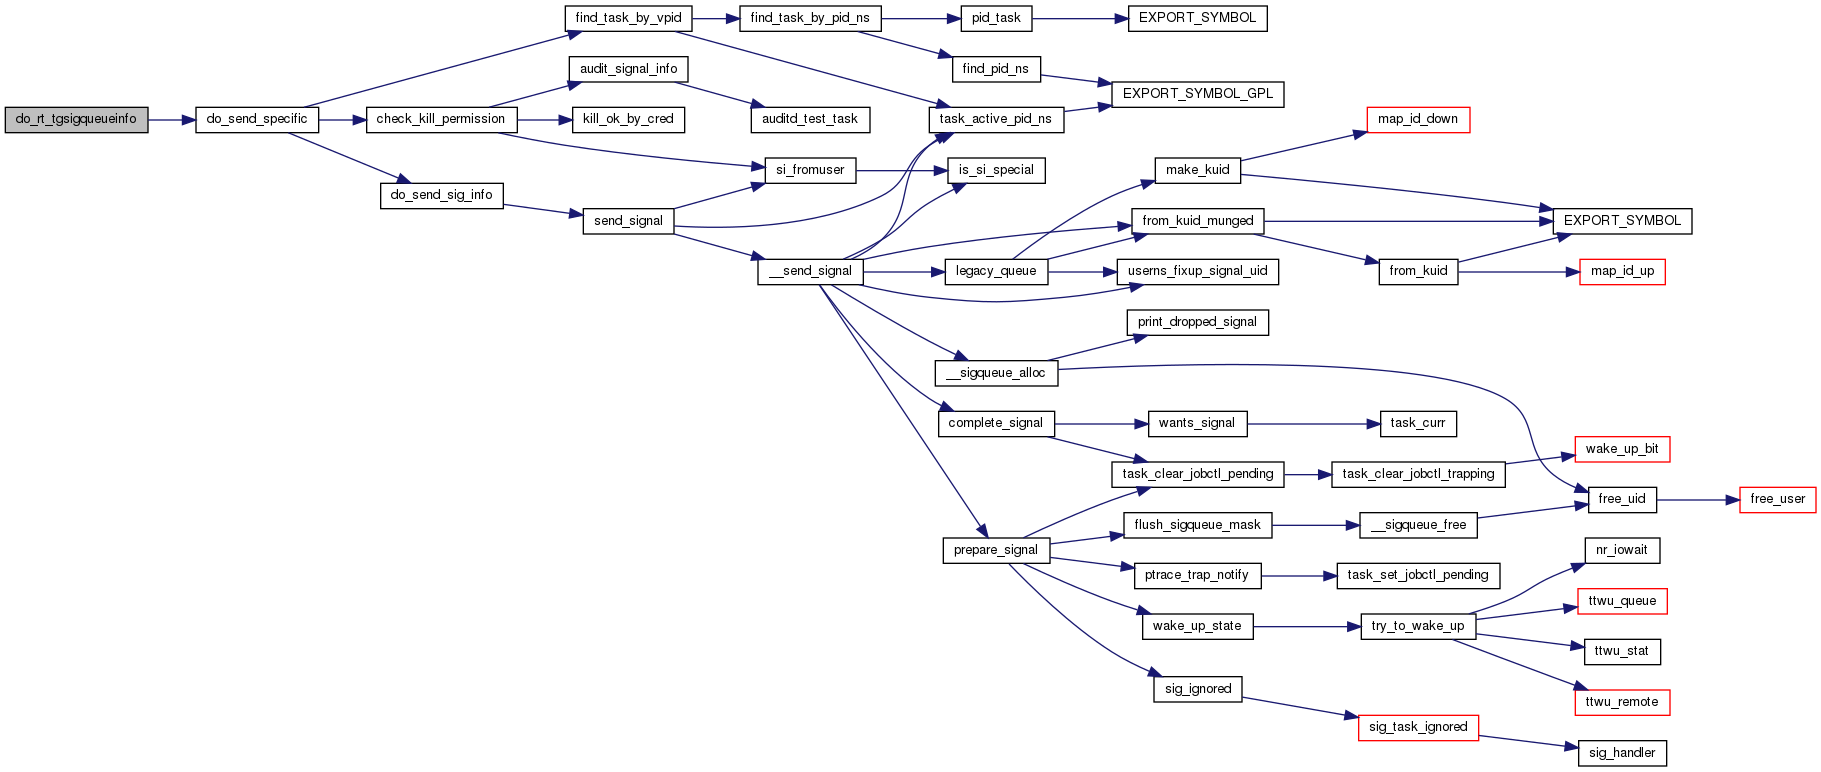 find_task_by_vpid
find_task_by_pid_ns
pid_task
EXPORT_SYMBOL
audit_signal_info
find_pid_ns
EXPORT_SYMBOL_GPL
do_rt_tgsigqueueinfo
do_send_specific
check_kill_permission
kill_ok_by_cred
auditd_test_task
task_active_pid_ns
map_id_down
si_fromuser
is_si_special
make_kuid
do_send_sig_info
send_signal
from_kuid_munged
EXPORT_SYMBOL
__send_signal
legacy_queue
userns_fixup_signal_uid
from_kuid
map_id_up
print_dropped_signal
__sigqueue_alloc
complete_signal
wants_signal
task_curr
wake_up_bit
task_clear_jobctl_pending
task_clear_jobctl_trapping
free_uid
free_user
flush_sigqueue_mask
__sigqueue_free
prepare_signal
nr_iowait
ptrace_trap_notify
task_set_jobctl_pending
ttwu_queue
wake_up_state
try_to_wake_up
ttwu_stat
sig_ignored
ttwu_remote
sig_task_ignored
sig_handler